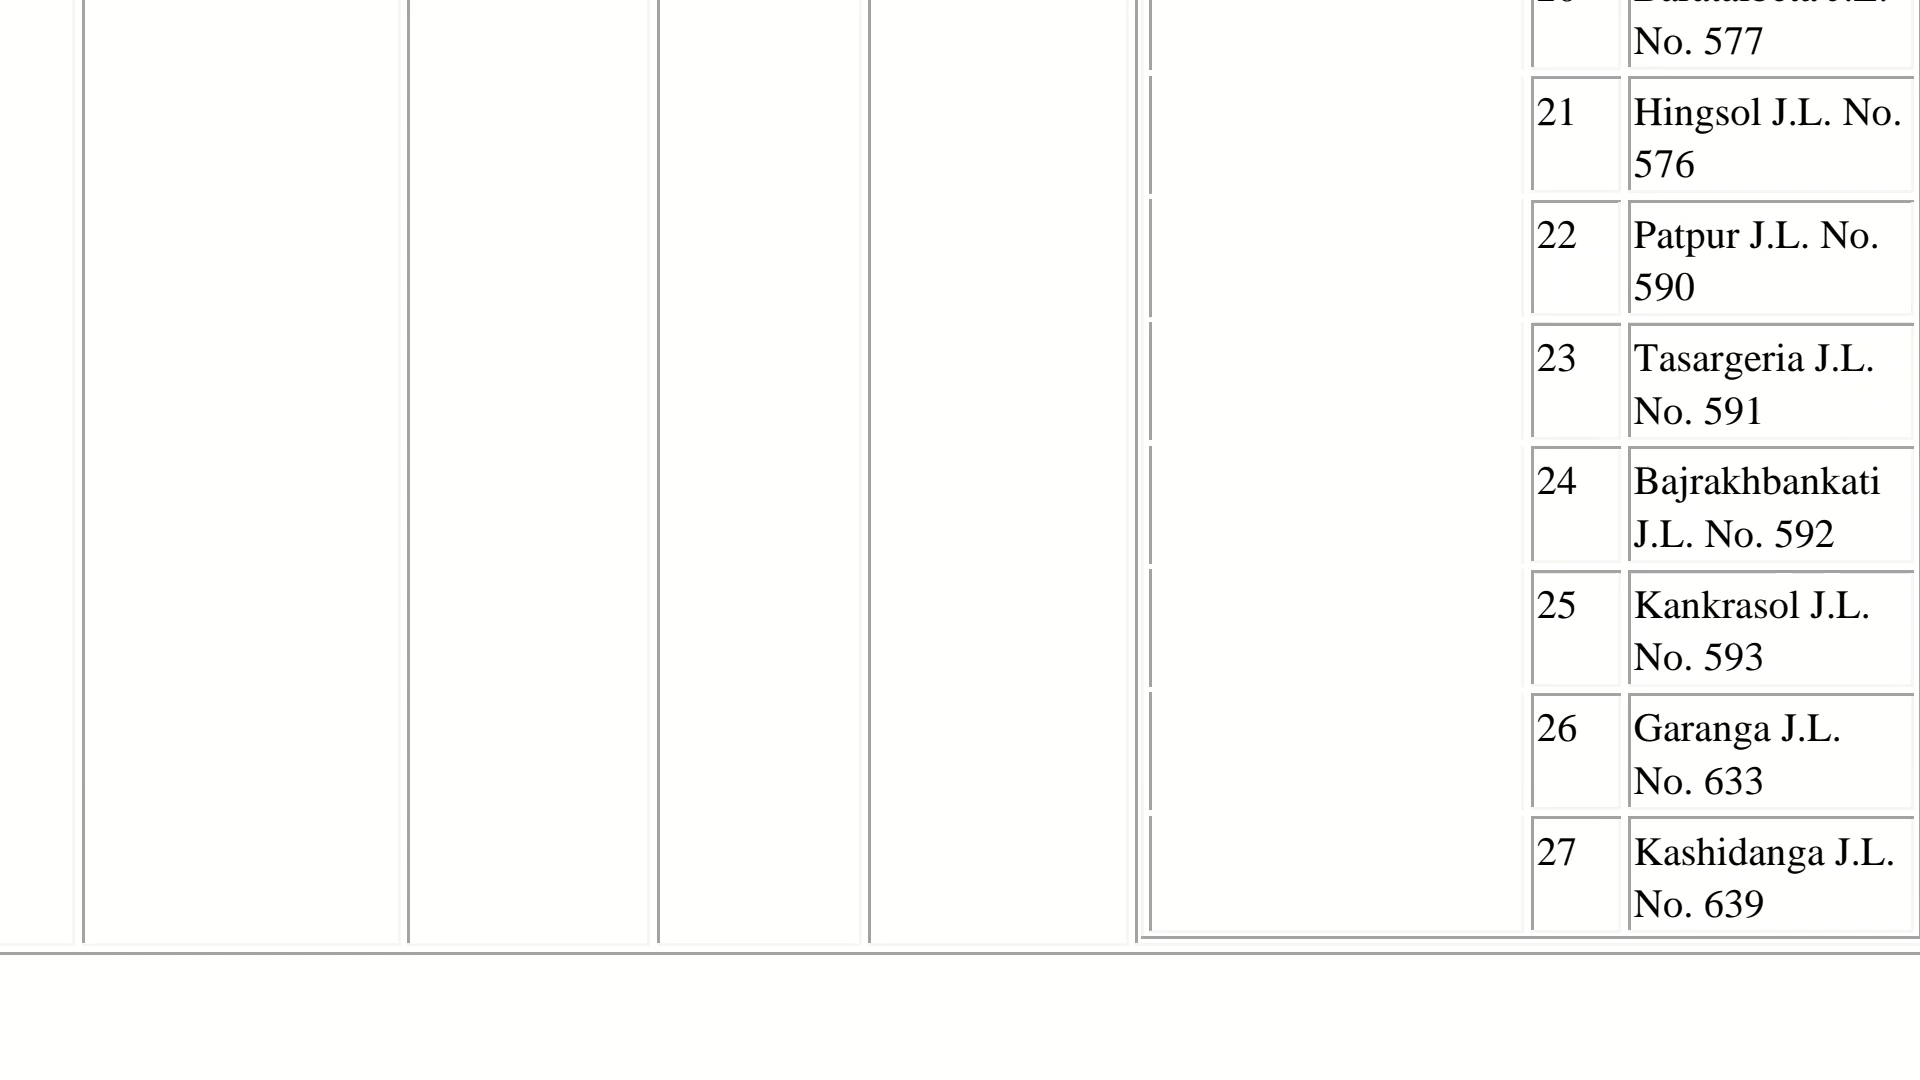 No. 577
21 Hingsol J.L. No.
576
22 Patpur J.L. No.
590
23 Tasargeria J.L.
No. 591
24 Bajrakhbankati
J.L. No. 592
25 Kankrasol J.L.
No. 593
26 Garanga J.L.
No. 633
27 Kashidanga J.L.
No. 639